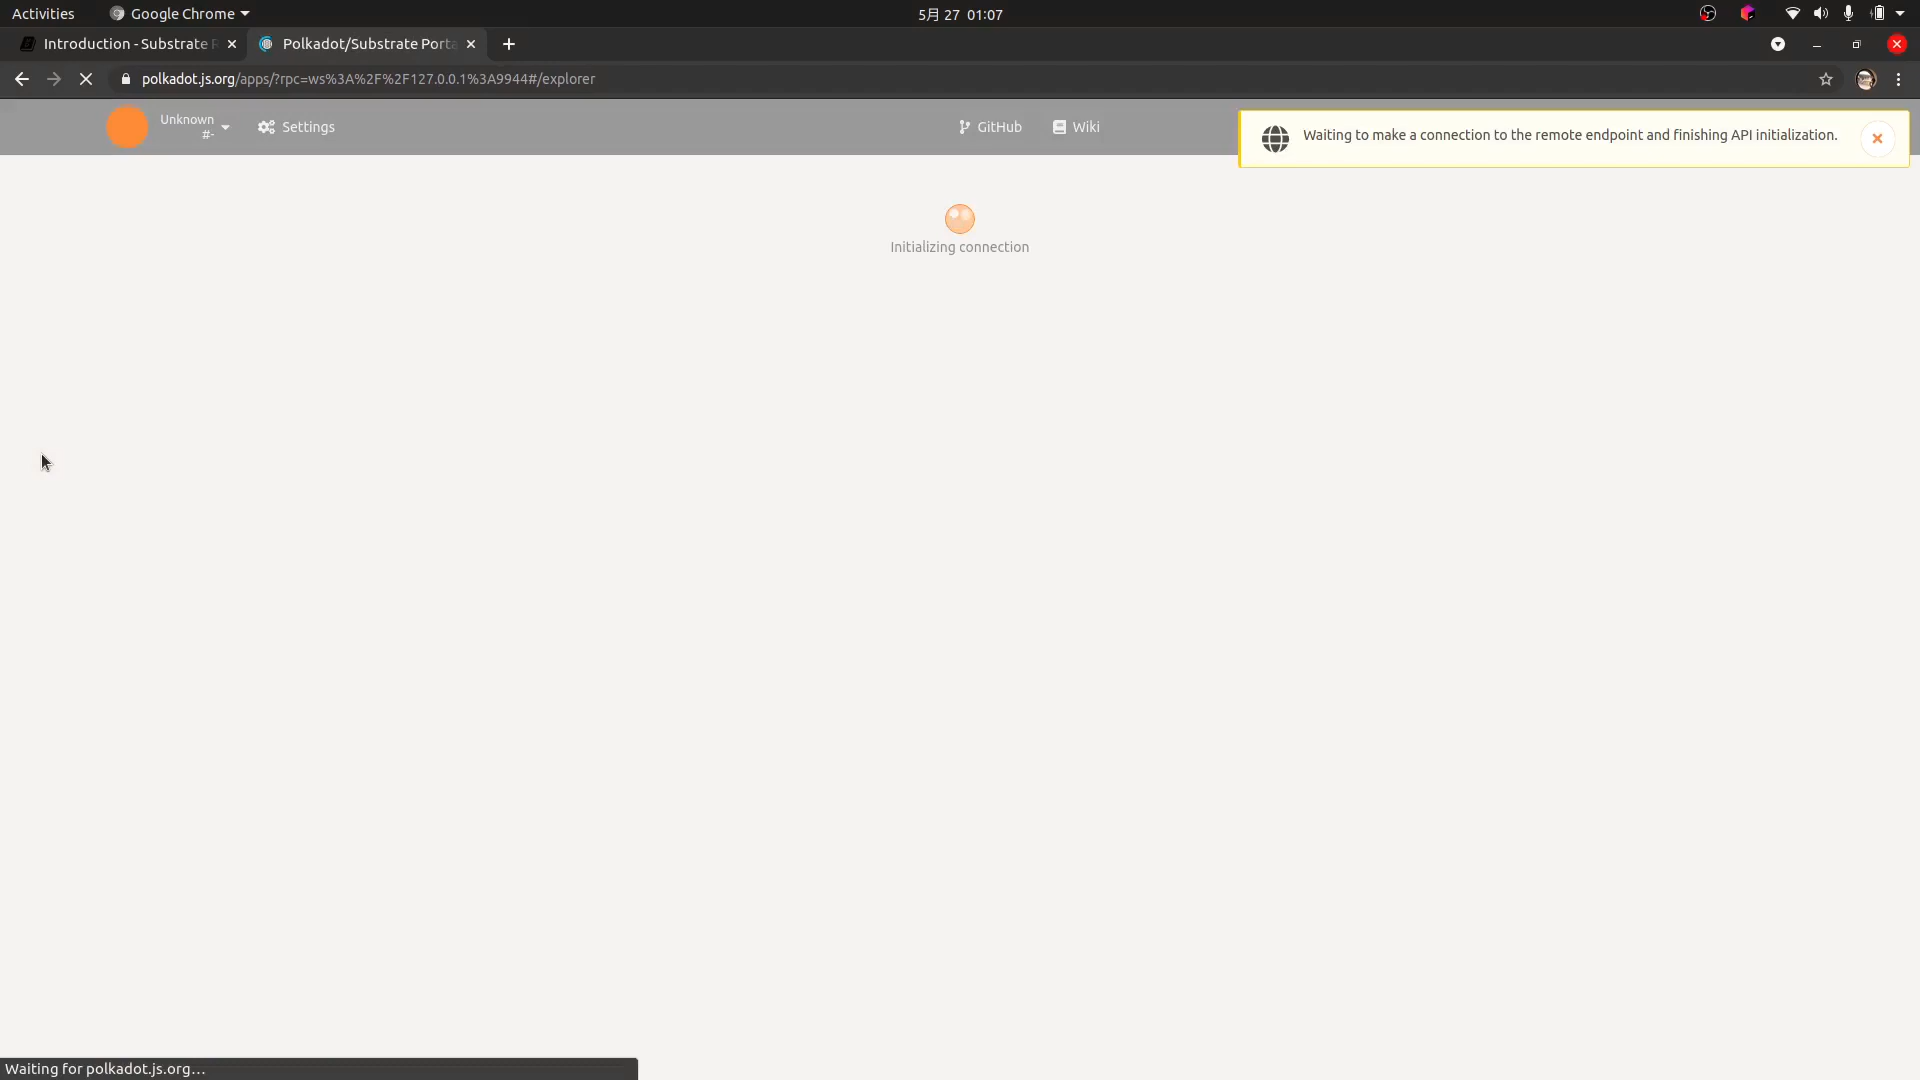 Activities
Google Chrome
5月 27 01:07
Introduction - Substrate R
Polkadot/Substrate Porta
polkadot.js.org/apps/?rpc=ws%3A%2F%2F127.0.0.1%3A9944#/explorer
Unknown
#-
Settings
GitHub
Wiki
Waiting to make a connection to the remote endpoint and finishing API initialization.
Initializing connection
Waiting for polkadot.js.org...